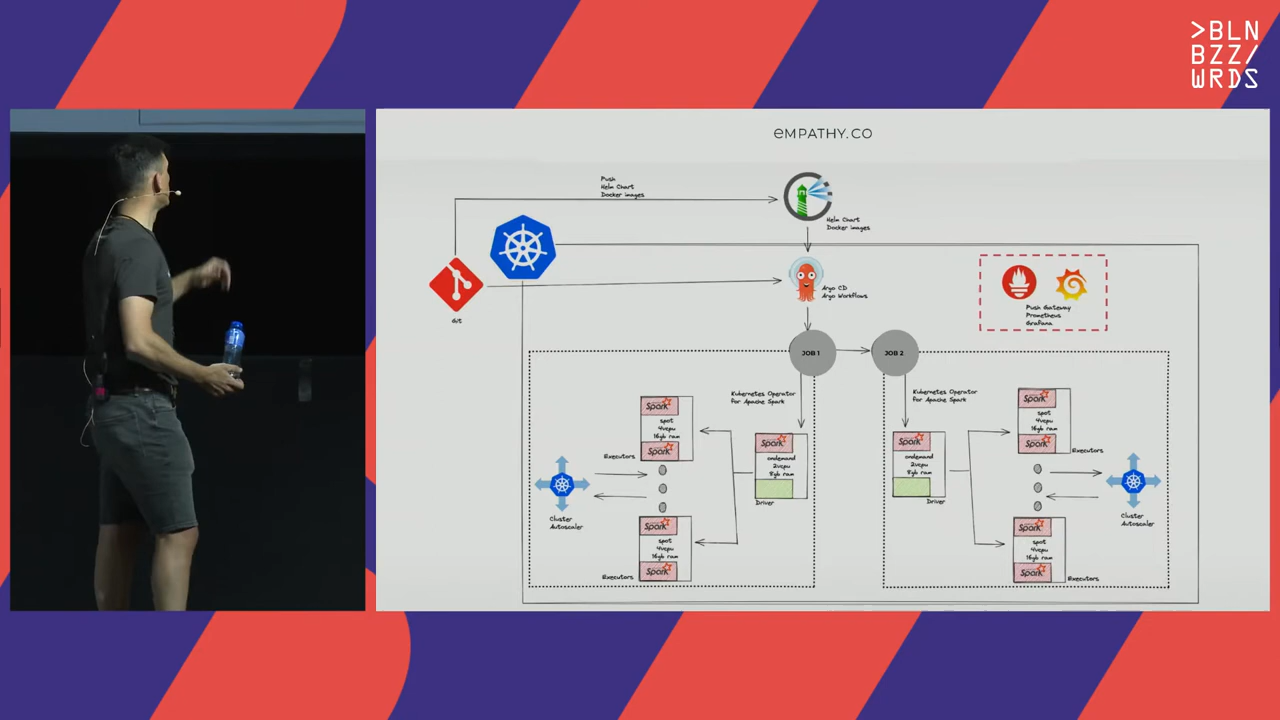 >BLN
BZZ/
WRDS
EMPATHY.CO
Push
Helm Chart
Docker images
Helm Chart
Docker images
Git
Argo CD
Argo Workflows
Push Gateway
Prometheus
Grafana
JOB 1
JOB 2
Kubernetes Operator
for Apache Spark
Kubernetes Operator
for Apache Spark
Spark
spot
4vcpu
16gb ram
Spark
Executors
Spark
ondemand
2vcpu
8gb ram
Driver
Cluster
Autoscaler
Spark
spot
4vcpu
16gb ram
Spark
Executors
Spark
ondemand
2vcpu
8gb ram
Driver
Spark
spot
4vcpu
16gb ram
Spark
Executors
Cluster
Autoscaler
Spark
spot
4vcpu
16gb ram
Spark
Executors